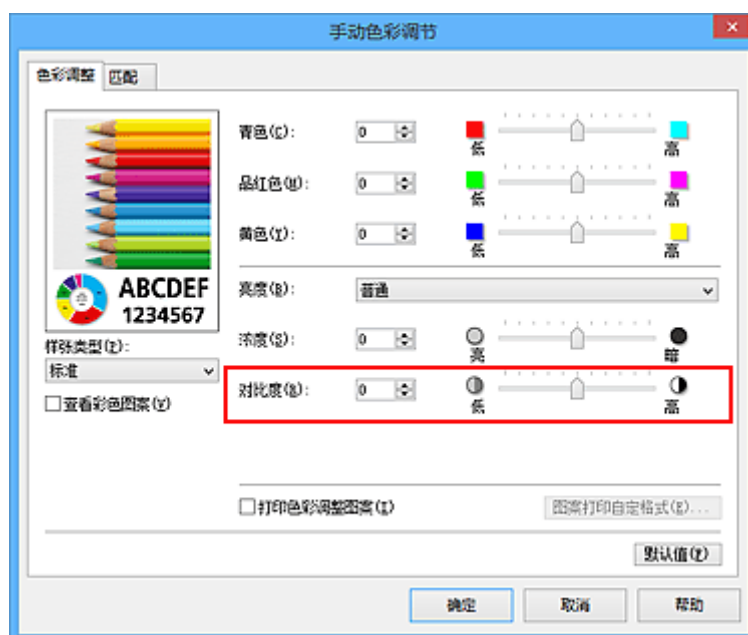 手动色彩调节
色彩调整 匹配
青色(C): 0 低 高
品红色(M): 0 低 高
黄色(Y): 0 低 高
ABCDEF
1234567
亮度(B): 普通
浓度(S): 0 亮 暗
样张类型(P):
标准
对比度(R): 0 低 高
查看彩色图案(Y)
打印色彩调整图案(I) 图案打印自定格式(E)...
默认值(F)
确定 取消 帮助